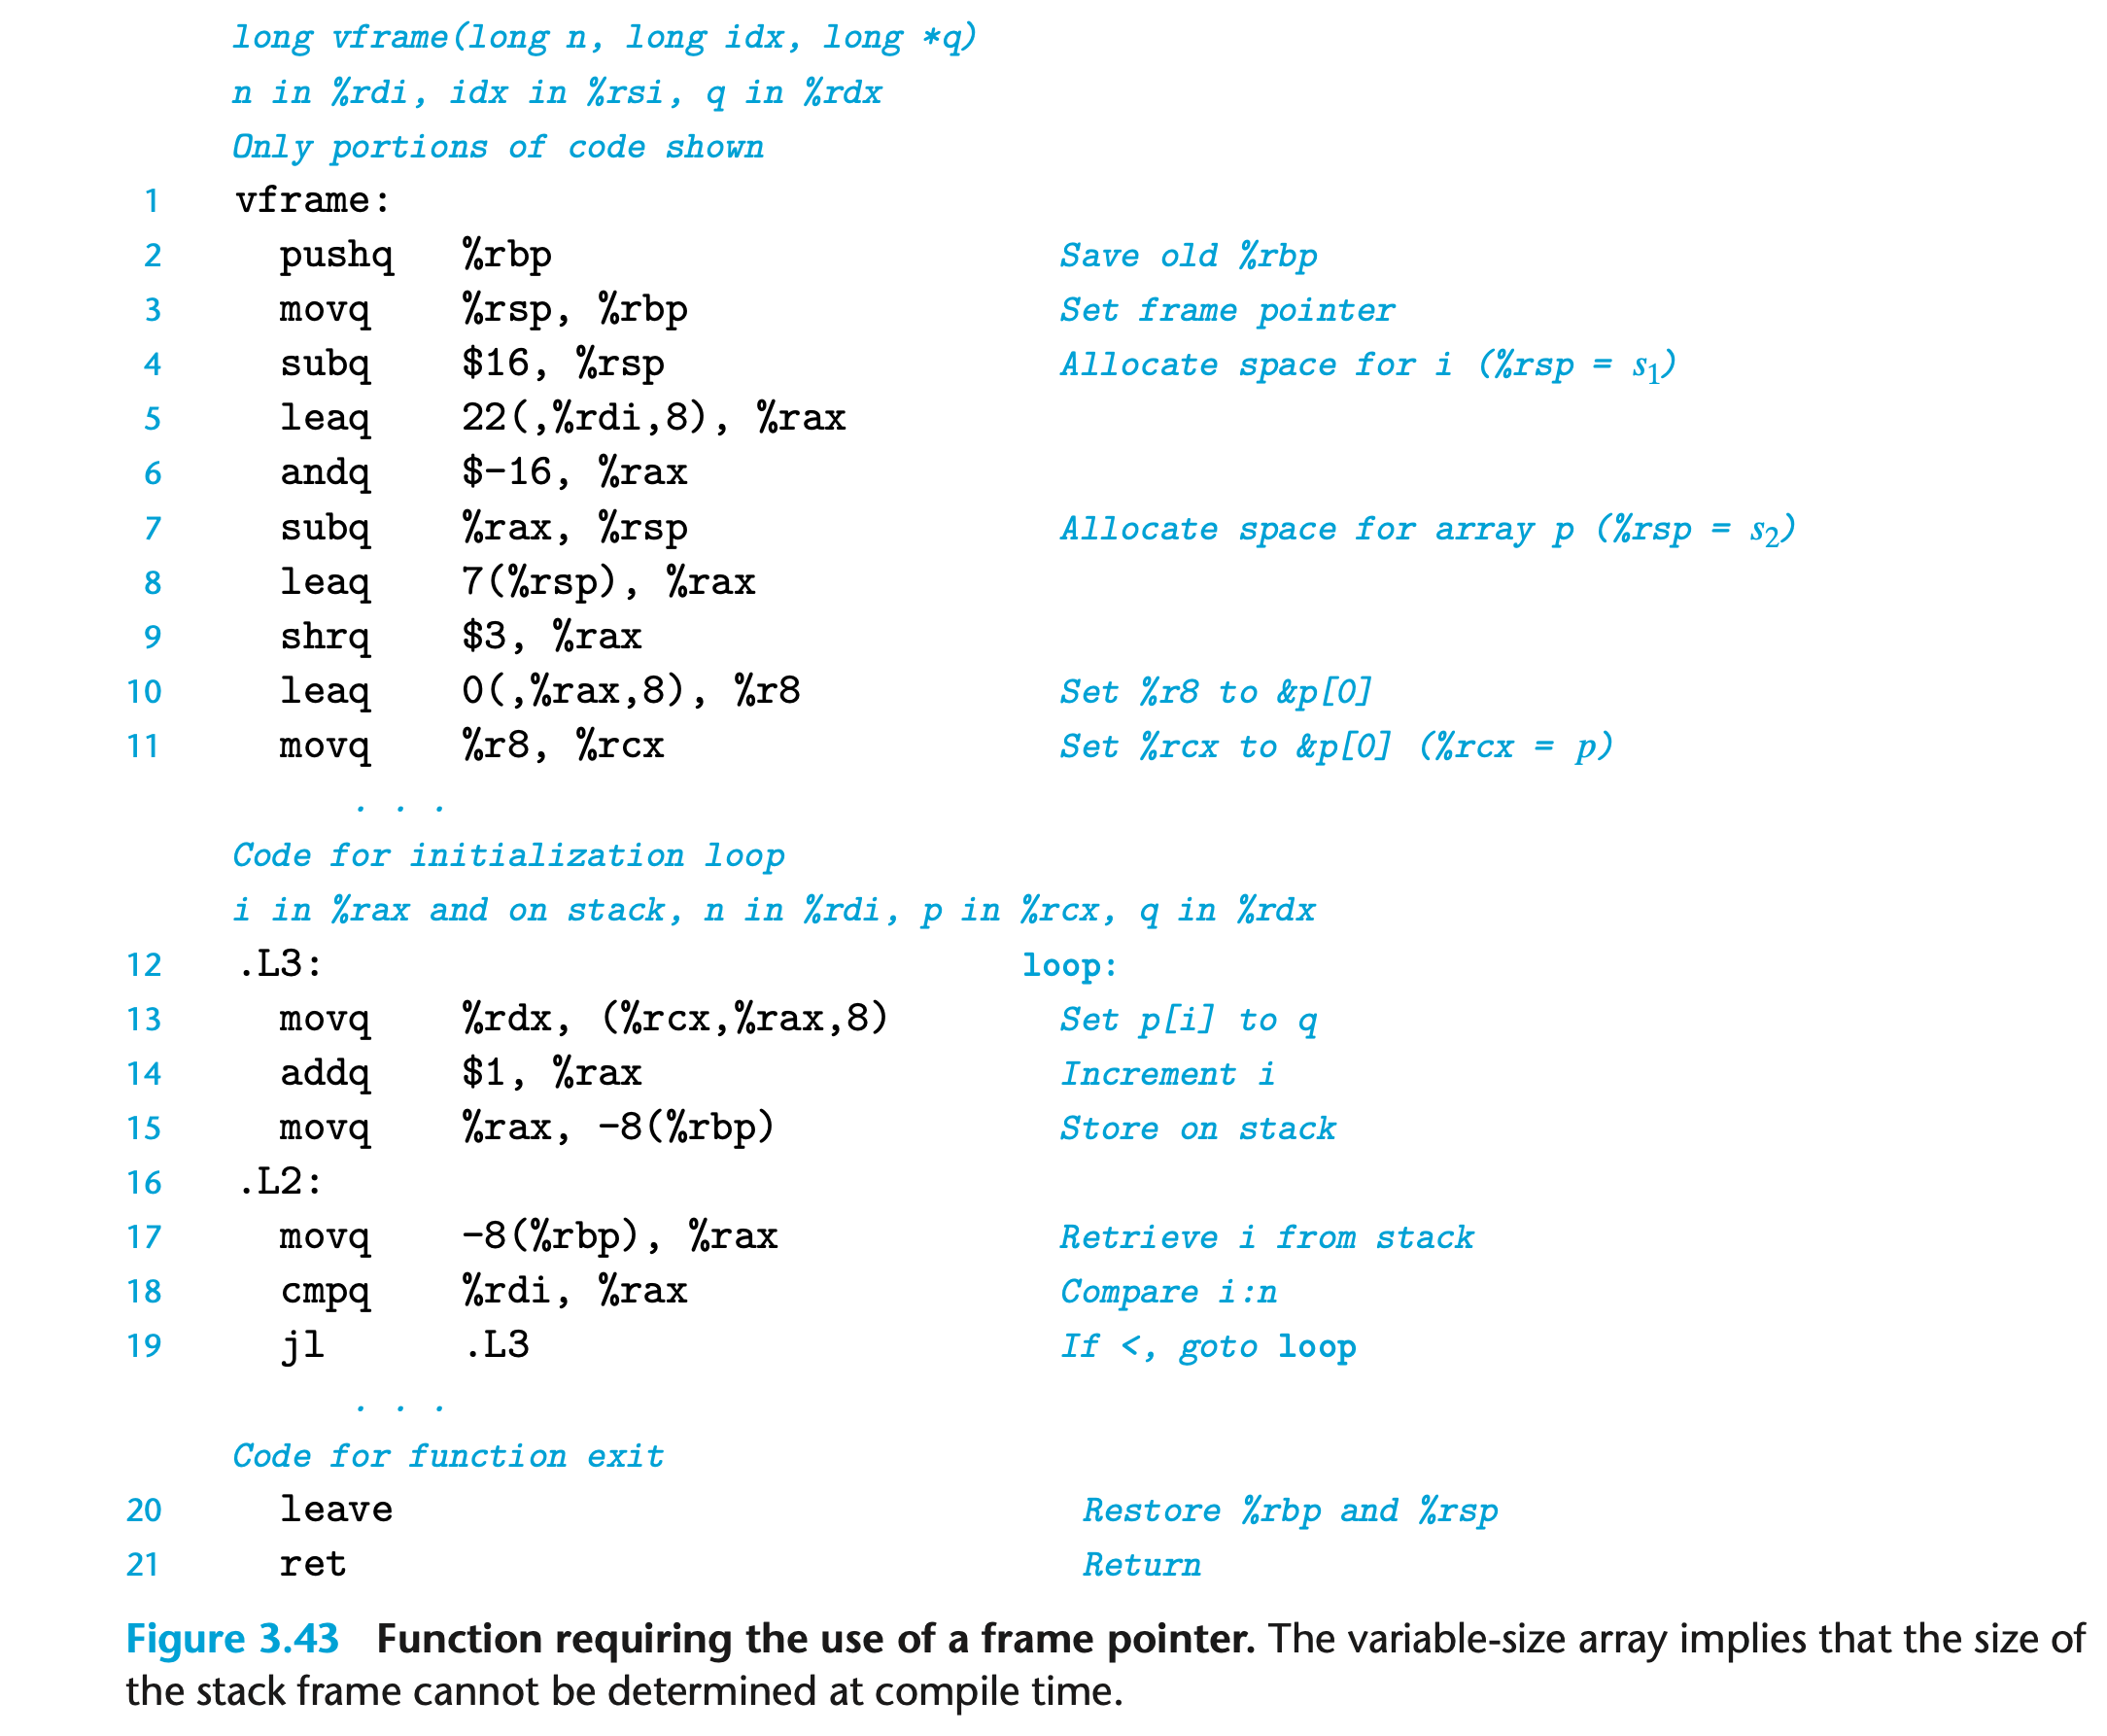 long vframe(long n, long idx, long *q)
n in %rdi, idx in %rsi, q in %rdx
Only portions of code shown
1 vframe:
2 pushq %rbp Save old %rbp
3 movq %rsp, %rbp Set frame pointer
4 subq $16, %rsp Allocate space for i (%rsp = s1)
5 leaq 22(,%rdi,8), %rax
6 andq $-16, %rax
7 subq %rax, %rsp Allocate space for array p (%rsp = s2)
8 leaq 7(%rsp), %rax
9 shrq $3, %rax
10 leaq 0(,%rax,8), %r8 Set %r8 to &p[0]
11 movq %r8, %rcx Set %rcx to &p[0] (%rcx = p)
. . .
Code for initialization loop
i in %rax and on stack, n in %rdi, p in %rcx, q in %rdx
12 .L3: loop:
13 movq %rdx, (%rcx,%rax,8) Set p[i] to q
14 addq $1, %rax Increment i
15 movq %rax, -8(%rbp) Store on stack
16 .L2:
17 movq -8(%rbp), %rax Retrieve i from stack
18 cmpq %rdi, %rax Compare i:n
19 jl .L3 If <, goto loop
. . .
Code for function exit
20 leave Restore %rbp and %rsp
21 ret Return
Figure 3.43 Function requiring the use of a frame pointer. The variable-size array implies that the size of
the stack frame cannot be determined at compile time.